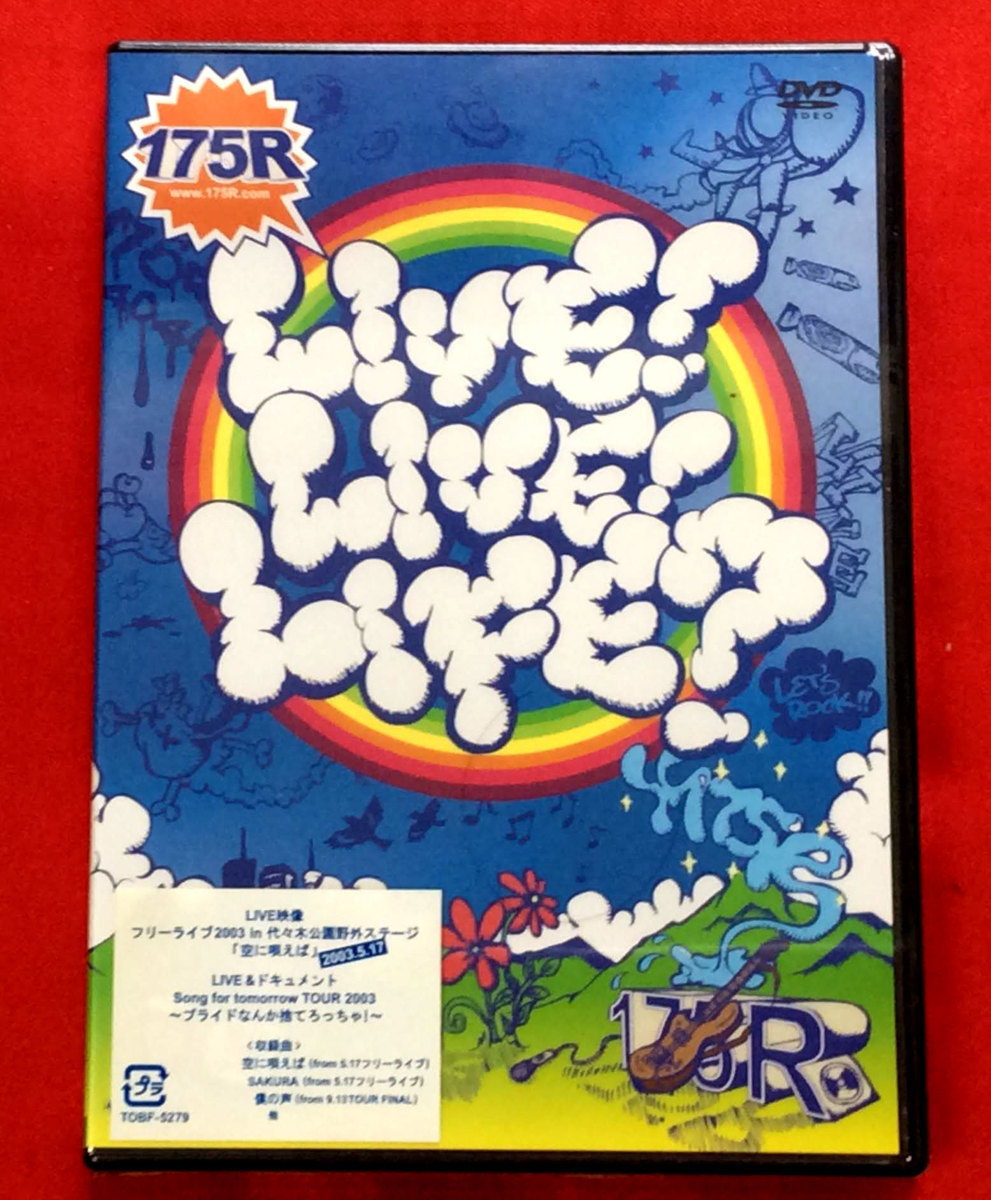 175R
www.175R.com
DVD
VIDEO
LIVE!
LIVE!
LIFE?
LET'S
ROCK!!
LIVE映像
フリーライブ2003 in 代々木公園野外ステージ
「空に唄えば」2003.5.17
LIVE&ドキュメント
Song for tomorrow TOUR 2003
〜プライドなんか捨てろっちゃ!〜
〈収録曲〉
空に唄えば (from 5.17フリーライブ)
SAKURA (from 5.17フリーライブ)
僕の声 (from 9.13TOUR FINAL)
他
プラ
TOBF-5279
175R